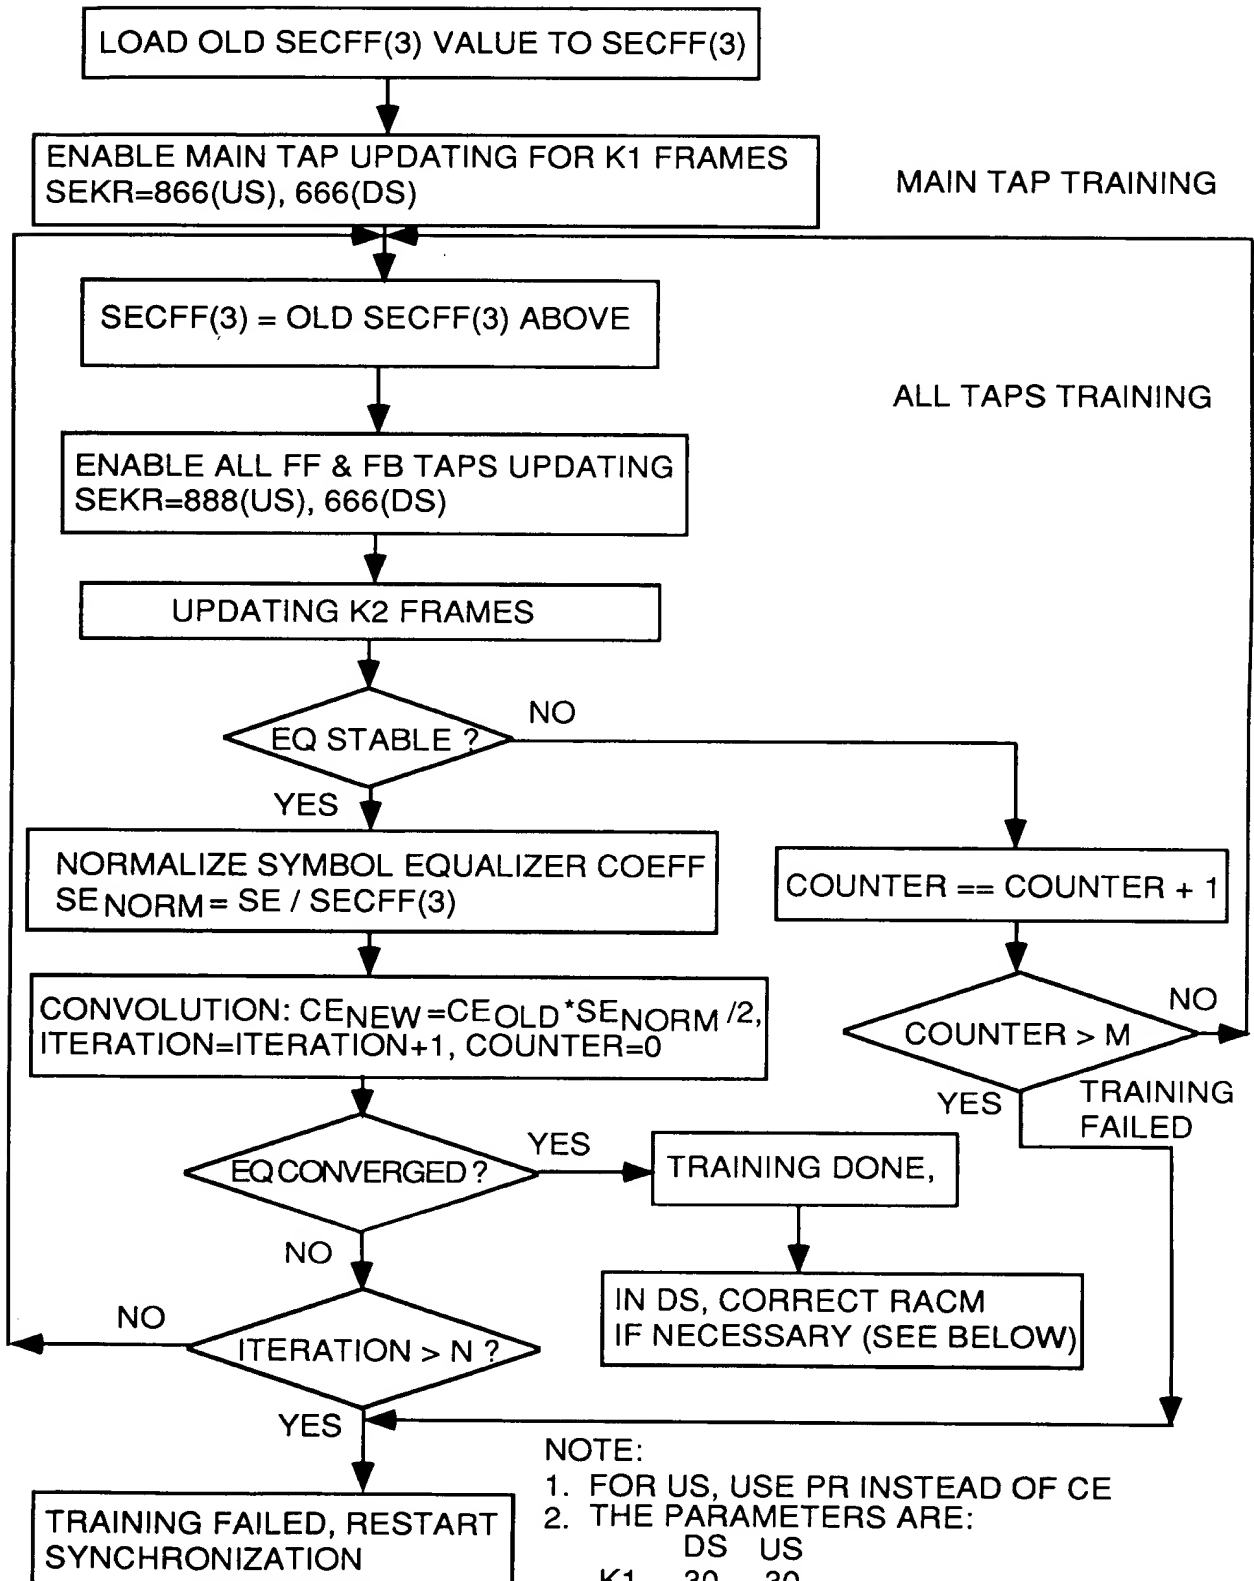 LOAD OLD SECFF(3) VALUE TO SECFF(3)
ENABLE MAIN TAP UPDATING FOR K1 FRAMES
SEKR=866(US), 666(DS)
MAIN TAP TRAINING
SECFF(3) = OLD SECFF(3) ABOVE
ALL TAPS TRAINING
ENABLE ALL FF & FB TAPS UPDATING
SEKR=888(US), 666(DS)
UPDATING K2 FRAMES
EQ STABLE ?
NO
YES
NORMALIZE SYMBOL EQUALIZER COEFF
SE NORM = SE / SECFF(3)
COUNTER == COUNTER + 1
CONVOLUTION: CENEW =CEOLD *SENORM /2,
ITERATION=ITERATION+1, COUNTER=0
COUNTER > M
NO
YES
TRAINING
FAILED
EQ CONVERGED ?
YES
TRAINING DONE,
NO
IN DS, CORRECT RACM
IF NECESSARY (SEE BELOW)
NO
ITERATION > N ?
YES
TRAINING FAILED, RESTART
SYNCHRONIZATION
NOTE:
1. FOR US, USE PR INSTEAD OF CE
2. THE PARAMETERS ARE:
DS US
K1 30 30